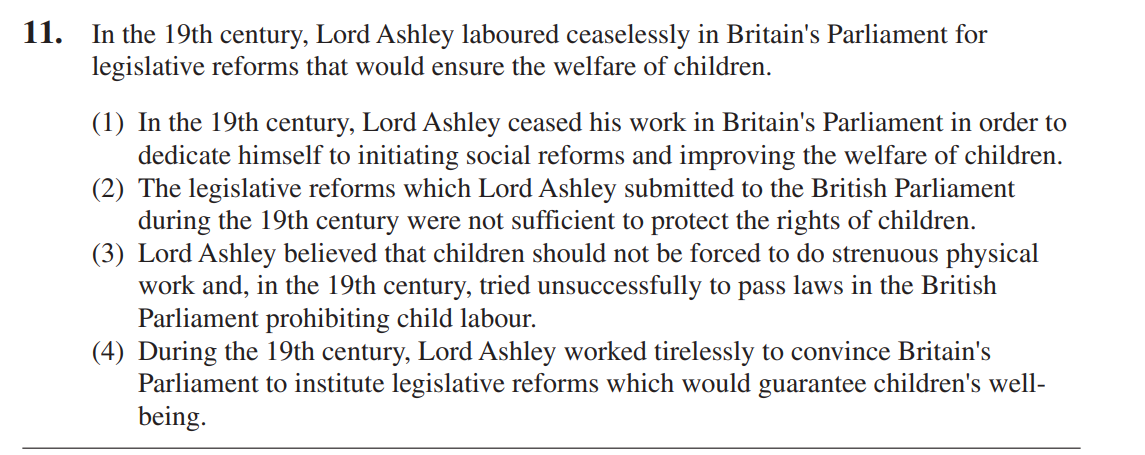 11. In the 19th century, Lord Ashley laboured ceaselessly in Britain's Parliament for
legislative reforms that would ensure the welfare of children.
(1) In the 19th century, Lord Ashley ceased his work in Britain's Parliament in order to
dedicate himself to initiating social reforms and improving the welfare of children.
(2) The legislative reforms which Lord Ashley submitted to the British Parliament
during the 19th century were not sufficient to protect the rights of children.
(3) Lord Ashley believed that children should not be forced to do strenuous physical
work and, in the 19th century, tried unsuccessfully to pass laws in the British
Parliament prohibiting child labour.
(4) During the 19th century, Lord Ashley worked tirelessly to convince Britain's
Parliament to institute legislative reforms which would guarantee children's well-
being.